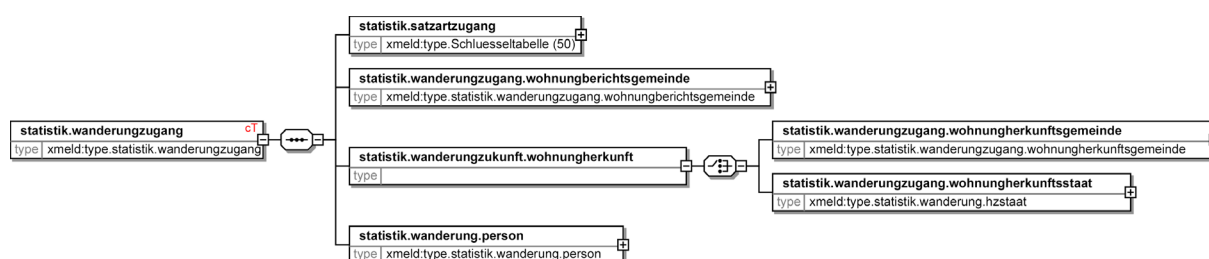 statistik.satzartzugang
type xmeld:type.Schluesseltabelle (50)
statistik.wanderungzugang.wohnungberichtsgemeinde
type xmeld:type.statistik.wanderungzugang.wohnungberichtsgemeinde
statistik.wanderungzugang cT
type xmeld:type.statistik.wanderungzugang
statistik.wanderungzukunft.wohnungherkunft
type
statistik.wanderungzugang.wohnungherkunftsgemeinde
type xmeld:type.statistik.wanderungzugang.wohnungherkunftsgemeinde
statistik.wanderungzugang.wohnungherkunftsstaat
type xmeld:type.statistik.wanderung.hzstaat
statistik.wanderung.person
type xmeld:type.statistik.wanderung.person